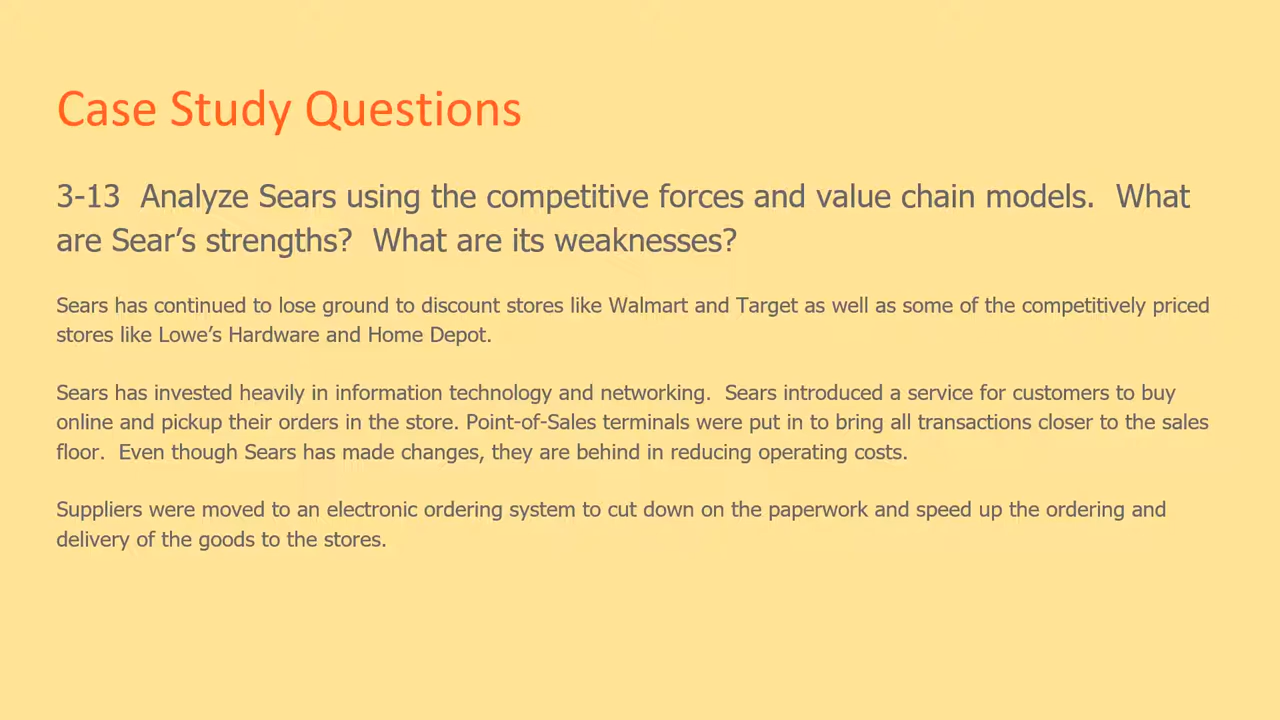 Case Study Questions
3-13  Analyze Sears using the competitive forces and value chain models.  What
are Sear’s strengths?  What are its weaknesses?
Sears has continued to lose ground to discount stores like Walmart and Target as well as some of the competitively priced
stores like Lowe’s Hardware and Home Depot.
Sears has invested heavily in information technology and networking.  Sears introduced a service for customers to buy
online and pickup their orders in the store. Point-of-Sales terminals were put in to bring all transactions closer to the sales
floor.  Even though Sears has made changes, they are behind in reducing operating costs.
Suppliers were moved to an electronic ordering system to cut down on the paperwork and speed up the ordering and
delivery of the goods to the stores.